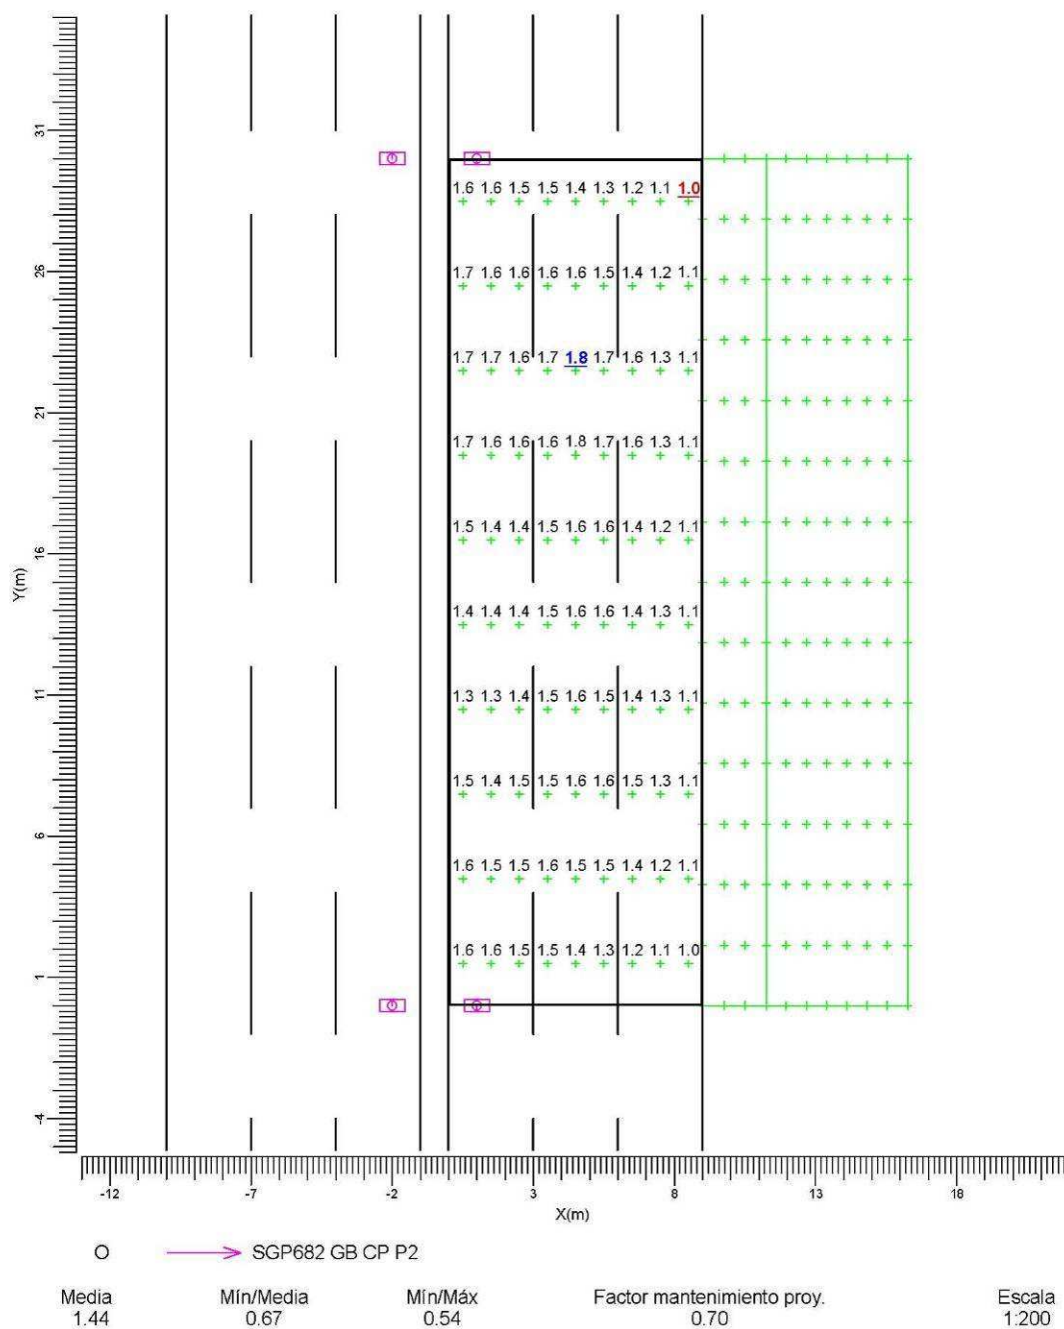 31
1.6 1.6 1.5 1.5 1.4 1.3 1.2 1.1 1.0
26
1.7 1.6 1.6 1.6 1.6 1.5 1.4 1.2 1.1
1.7 1.7 1.6 1.7 1.8 1.7 1.6 1.3 1.1
21
1.7 1.6 1.6 1.6 1.8 1.7 1.6 1.3 1.1
16
1.5 1.4 1.4 1.5 1.6 1.6 1.4 1.2 1.1
Y(m)
1.4 1.4 1.4 1.5 1.6 1.6 1.4 1.3 1.1
11
1.3 1.3 1.4 1.5 1.6 1.5 1.4 1.3 1.1
1.5 1.4 1.5 1.5 1.6 1.6 1.5 1.3 1.1
6
1.6 1.5 1.5 1.6 1.5 1.5 1.4 1.2 1.1
1.6 1.6 1.5 1.5 1.4 1.3 1.2 1.1 1.0
1
-4
-12 -7 -2 3 8 13 18
X(m)
SGP682 GB CP P2
Media Mín/Media Mín/Máx Factor mantenimiento proy. Escala
1.44 0.67 0.54 0.70 1:200